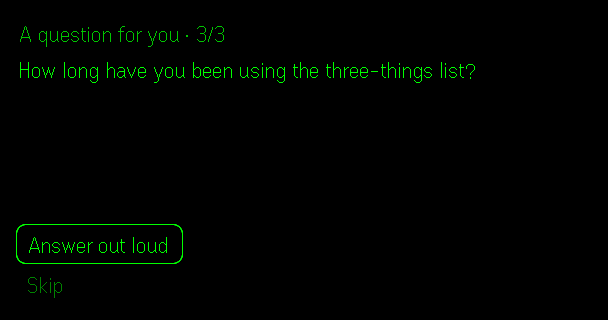 A question for you · 3/3
How long have you been using the three-things list?
Answer out loud
Skip